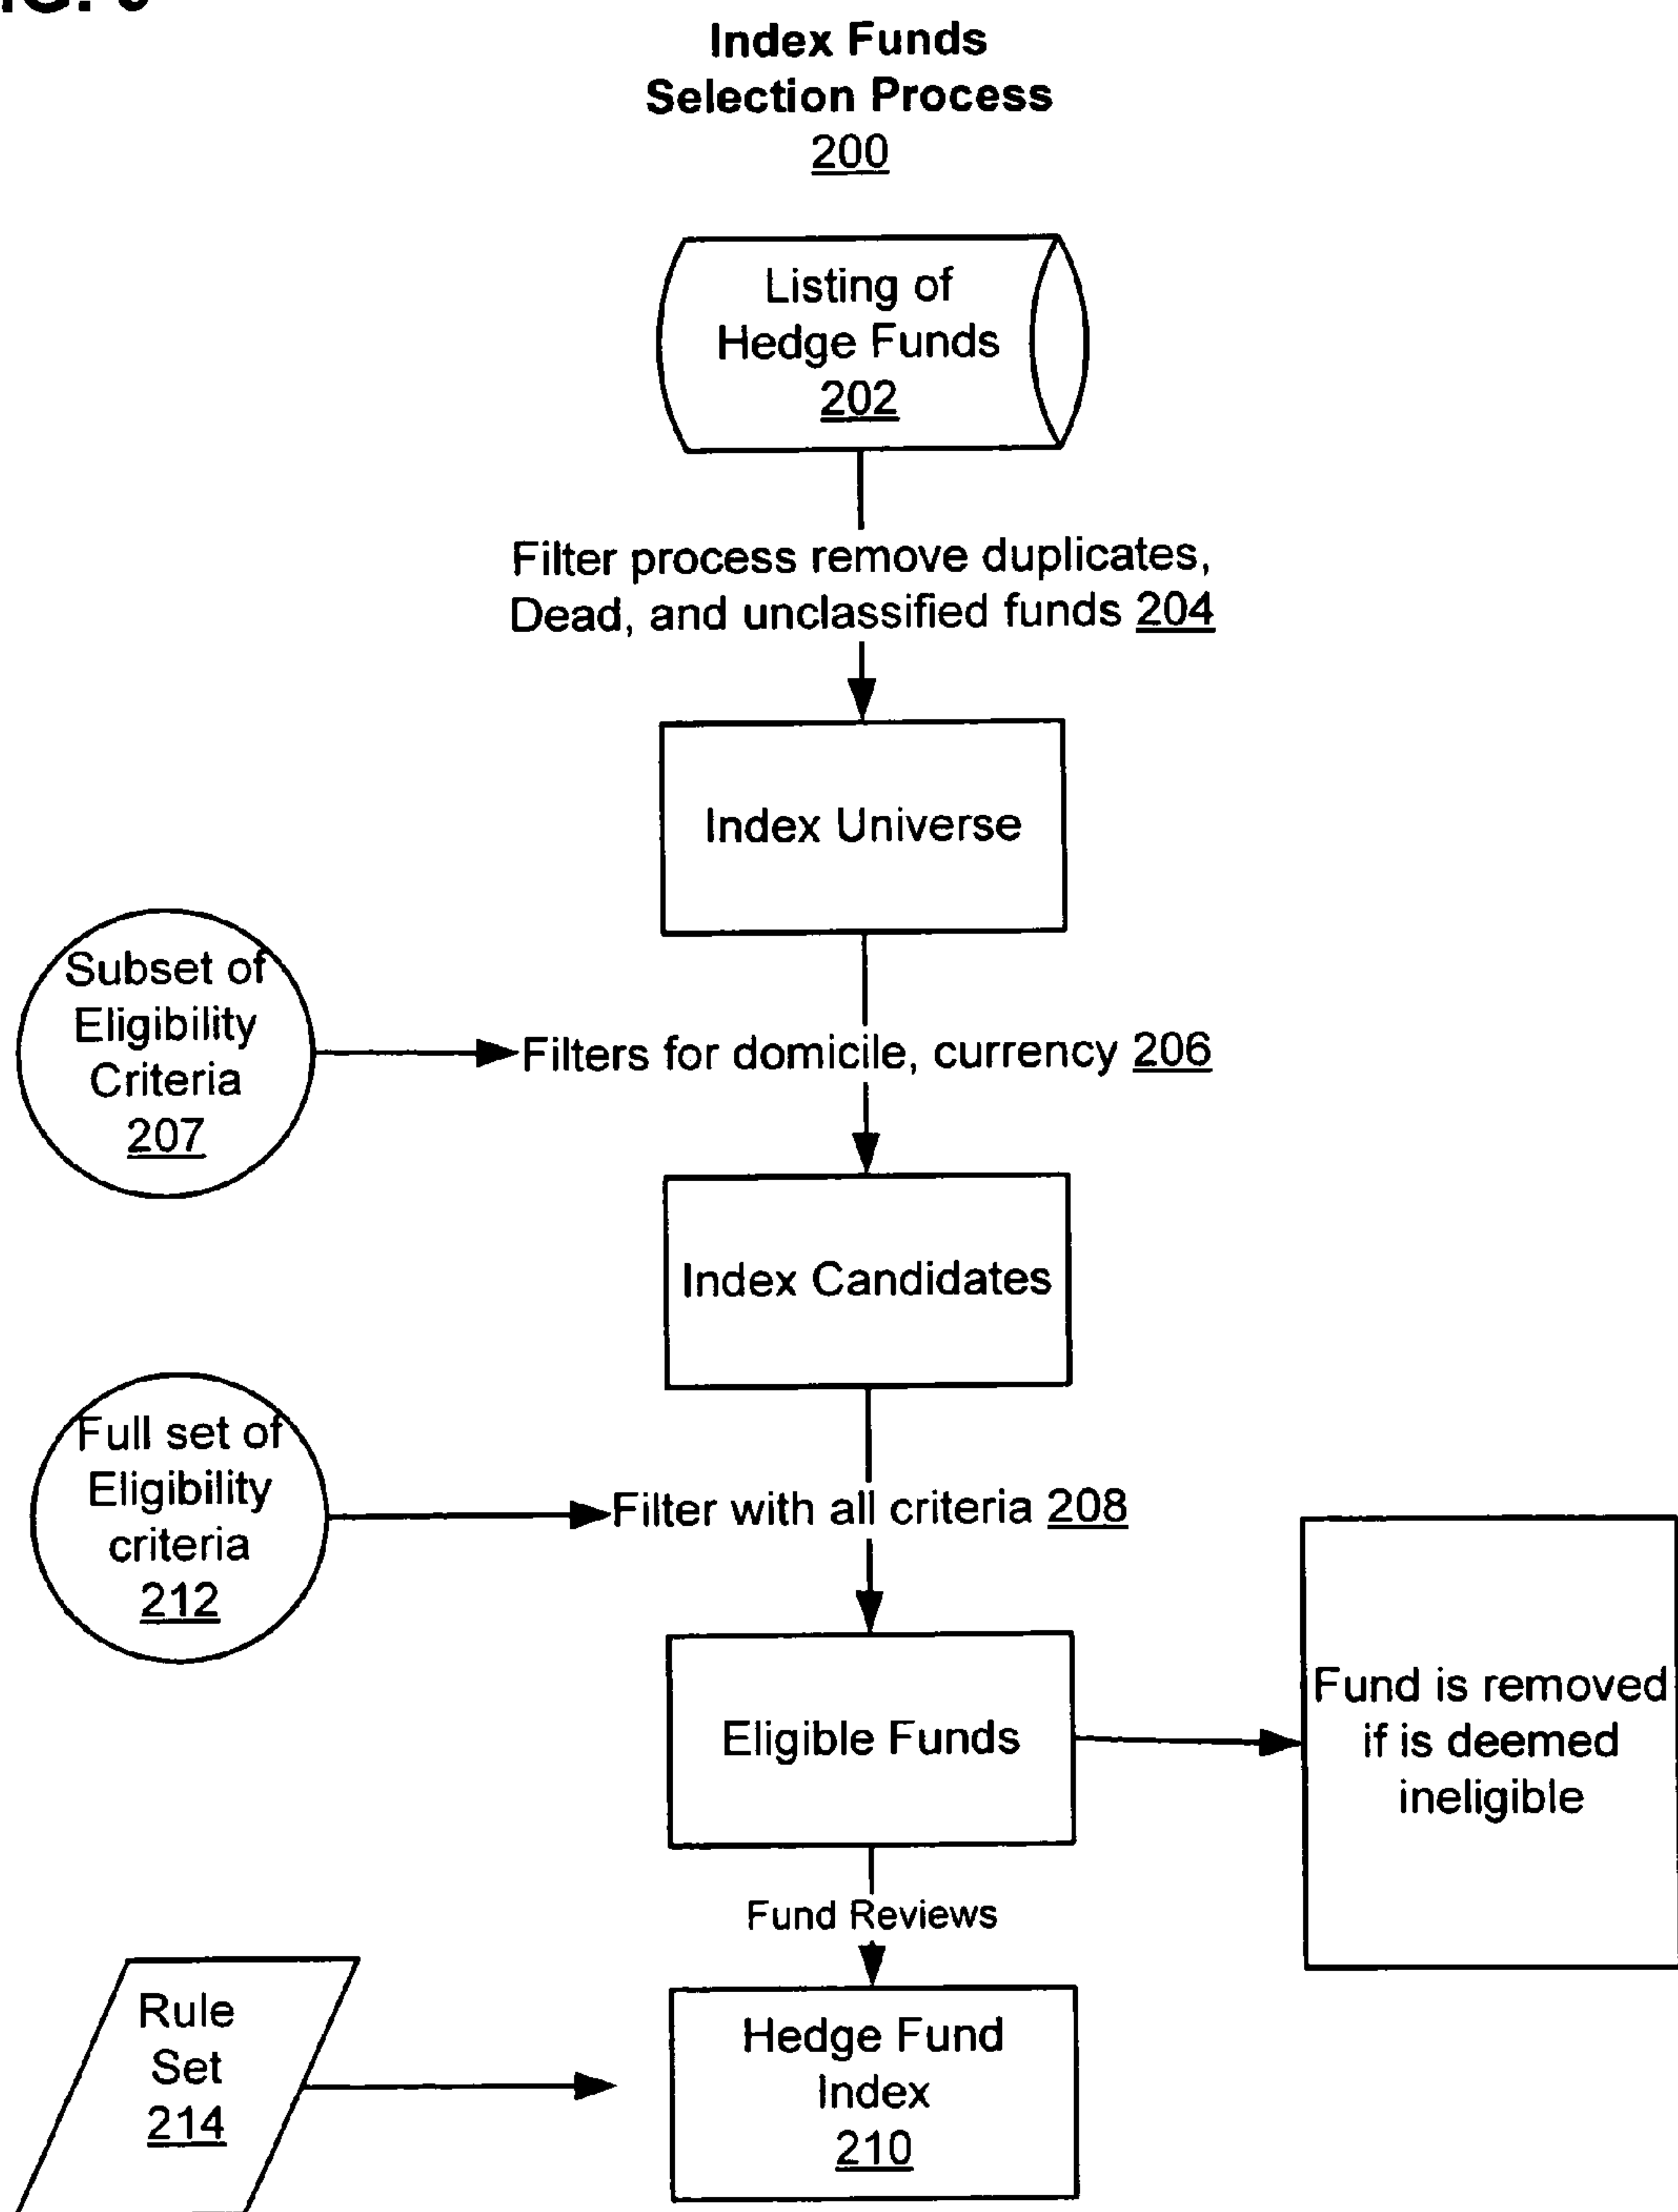 Index Funds
Selection Process
200
Listing of
Hedge Funds
202
Filter process remove duplicates,
Dead, and unclassified funds 204
Index Universe
Subset of
Eligibility
Criteria
207
Filters for domicile, currency 206
Index Candidates
Full set of
Eligibility
criteria
212
Filter with all criteria 208
Eligible Funds
Fund is removed
if is deemed
ineligible
Fund Reviews
Rule
Set
214
Hedge Fund
Index
210